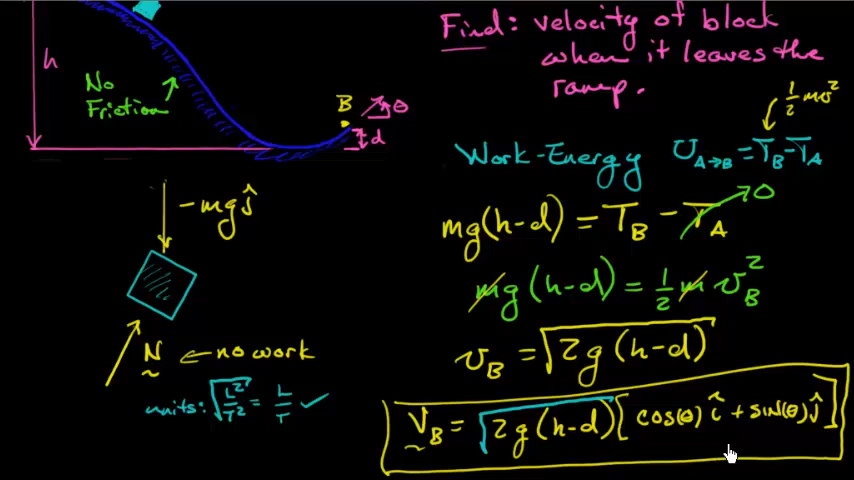 h
No
Friction
B
θ
d
-mgĵ
N ← no work
units: √(L²/T²) = L/T ✓
Find: velocity of block
when it leaves the
ramp.
½mv²
Work-Energy U_A→B = T_B - T_A
mg(h-d) = T_B - T_A → 0
mg(h-d) = ½ m v_B²
v_B = √(2g(h-d))
v_B = √(2g(h-d)) [cos(θ) î + sin(θ) ĵ]